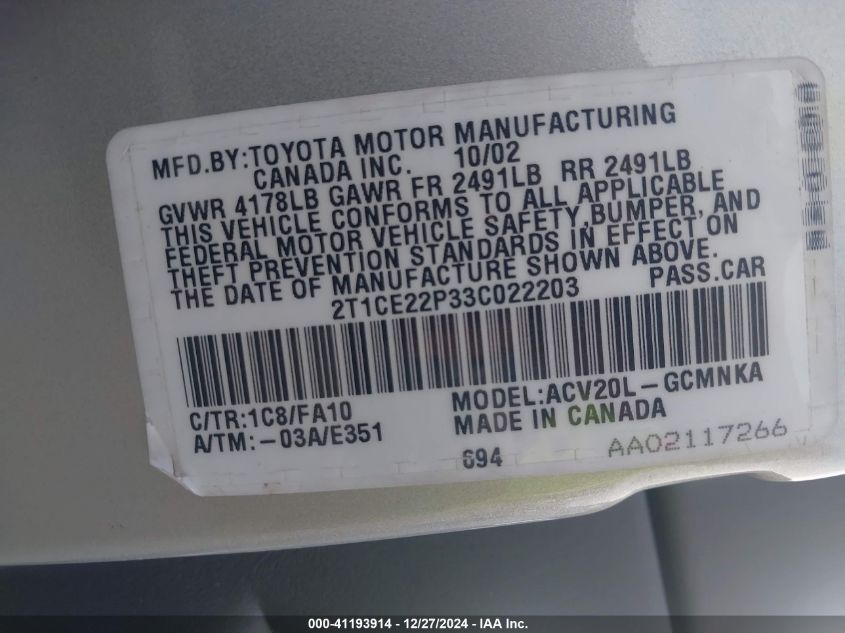 MFD.BY:TOYOTA MOTOR MANUFACTURING
CANADA INC. 10/02
GVWR 4178LB GAWR FR 2491LB RR 2491LB
THIS VEHICLE CONFORMS TO ALL APPLICABLE
FEDERAL MOTOR VEHICLE SAFETY,BUMPER, AND
THEFT PREVENTION STANDARDS IN EFFECT ON
THE DATE OF MANUFACTURE SHOWN ABOVE.
2T1CE22P33C022203 PASS.CAR
C/TR:1C8/FA10 MODEL:ACV20L-GCMNKA
A/TM:-03A/E351 MADE IN CANADA
694 AA02117266
000-41193914 - 12/27/2024 - IAA Inc.